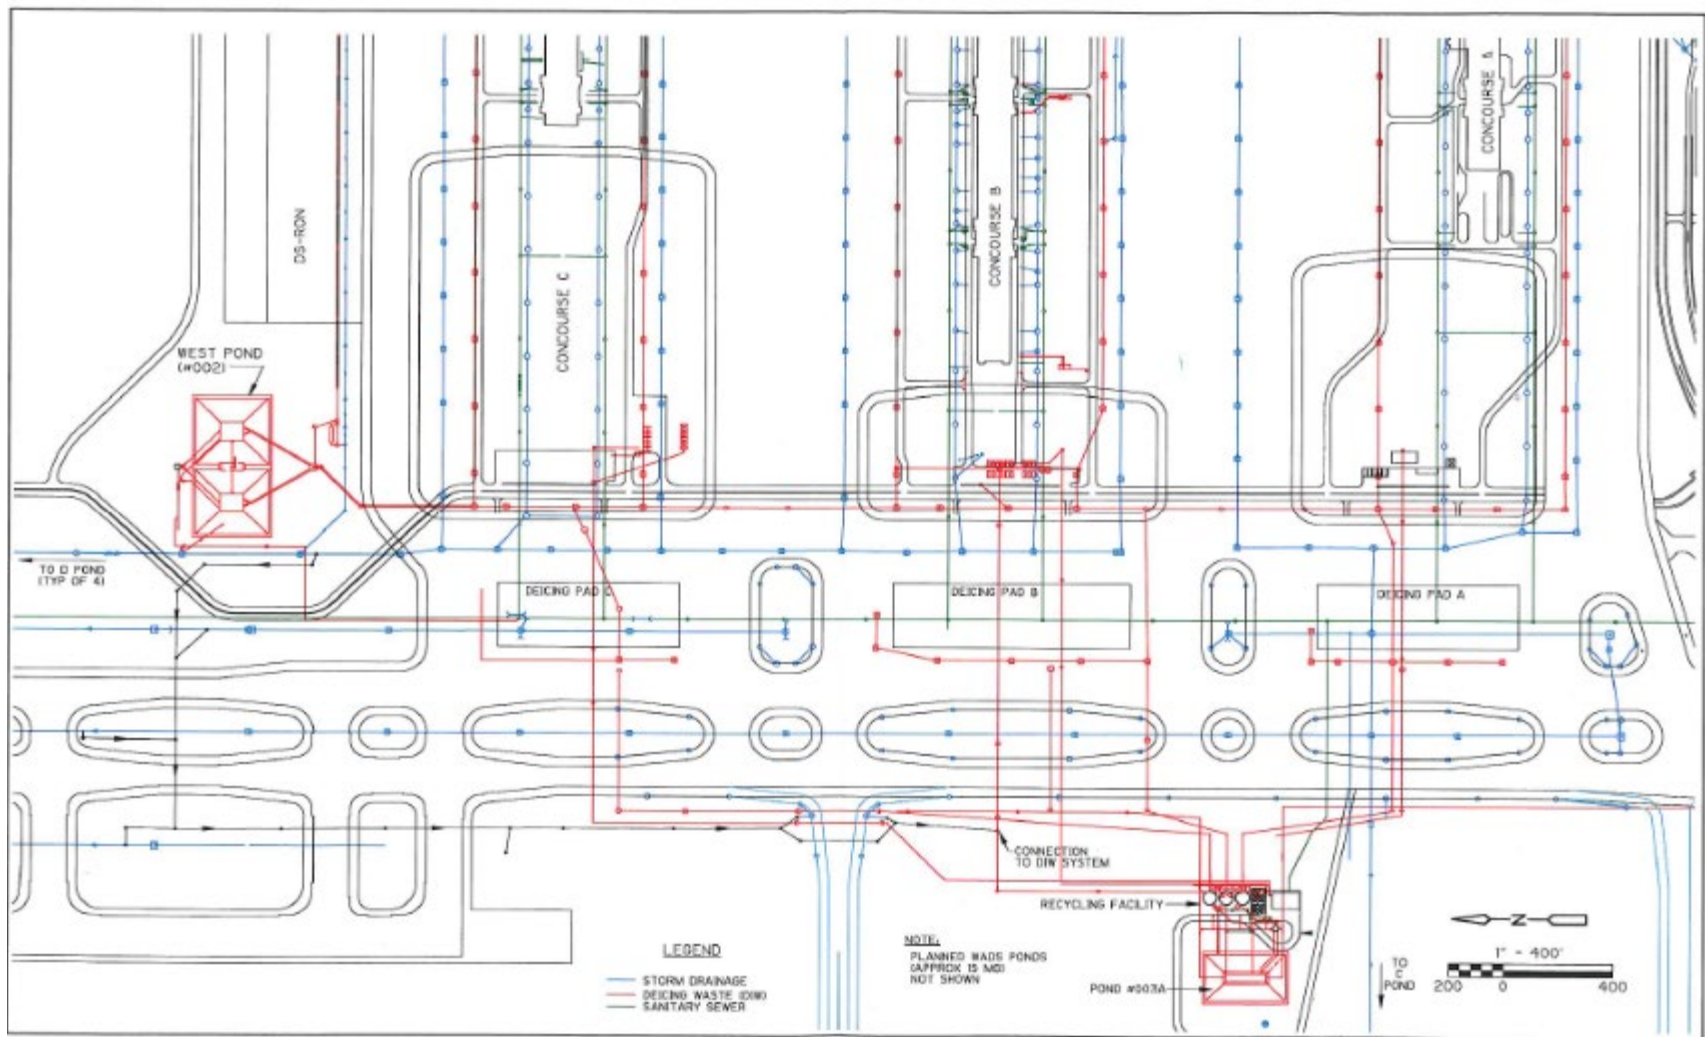 CONCOURSE A
CONCOURSE B
DS-RON
CONCOURSE C
WEST POND
(#002)
TO D POND
(TYP OF 4)
DEICING PAD C
DEICING PAD B
DEICING PAD A
CONNECTION
TO DIW SYSTEM
RECYCLING FACILITY
N
LEGEND
STORM DRAINAGE
DEICING WASTE (DIW)
SANITARY SEWER
NOTE:
PLANNED WADS PONDS
(APPROX 15 MG)
NOT SHOWN
POND #003A
TO
C
POND
1" - 400'
200 0 400